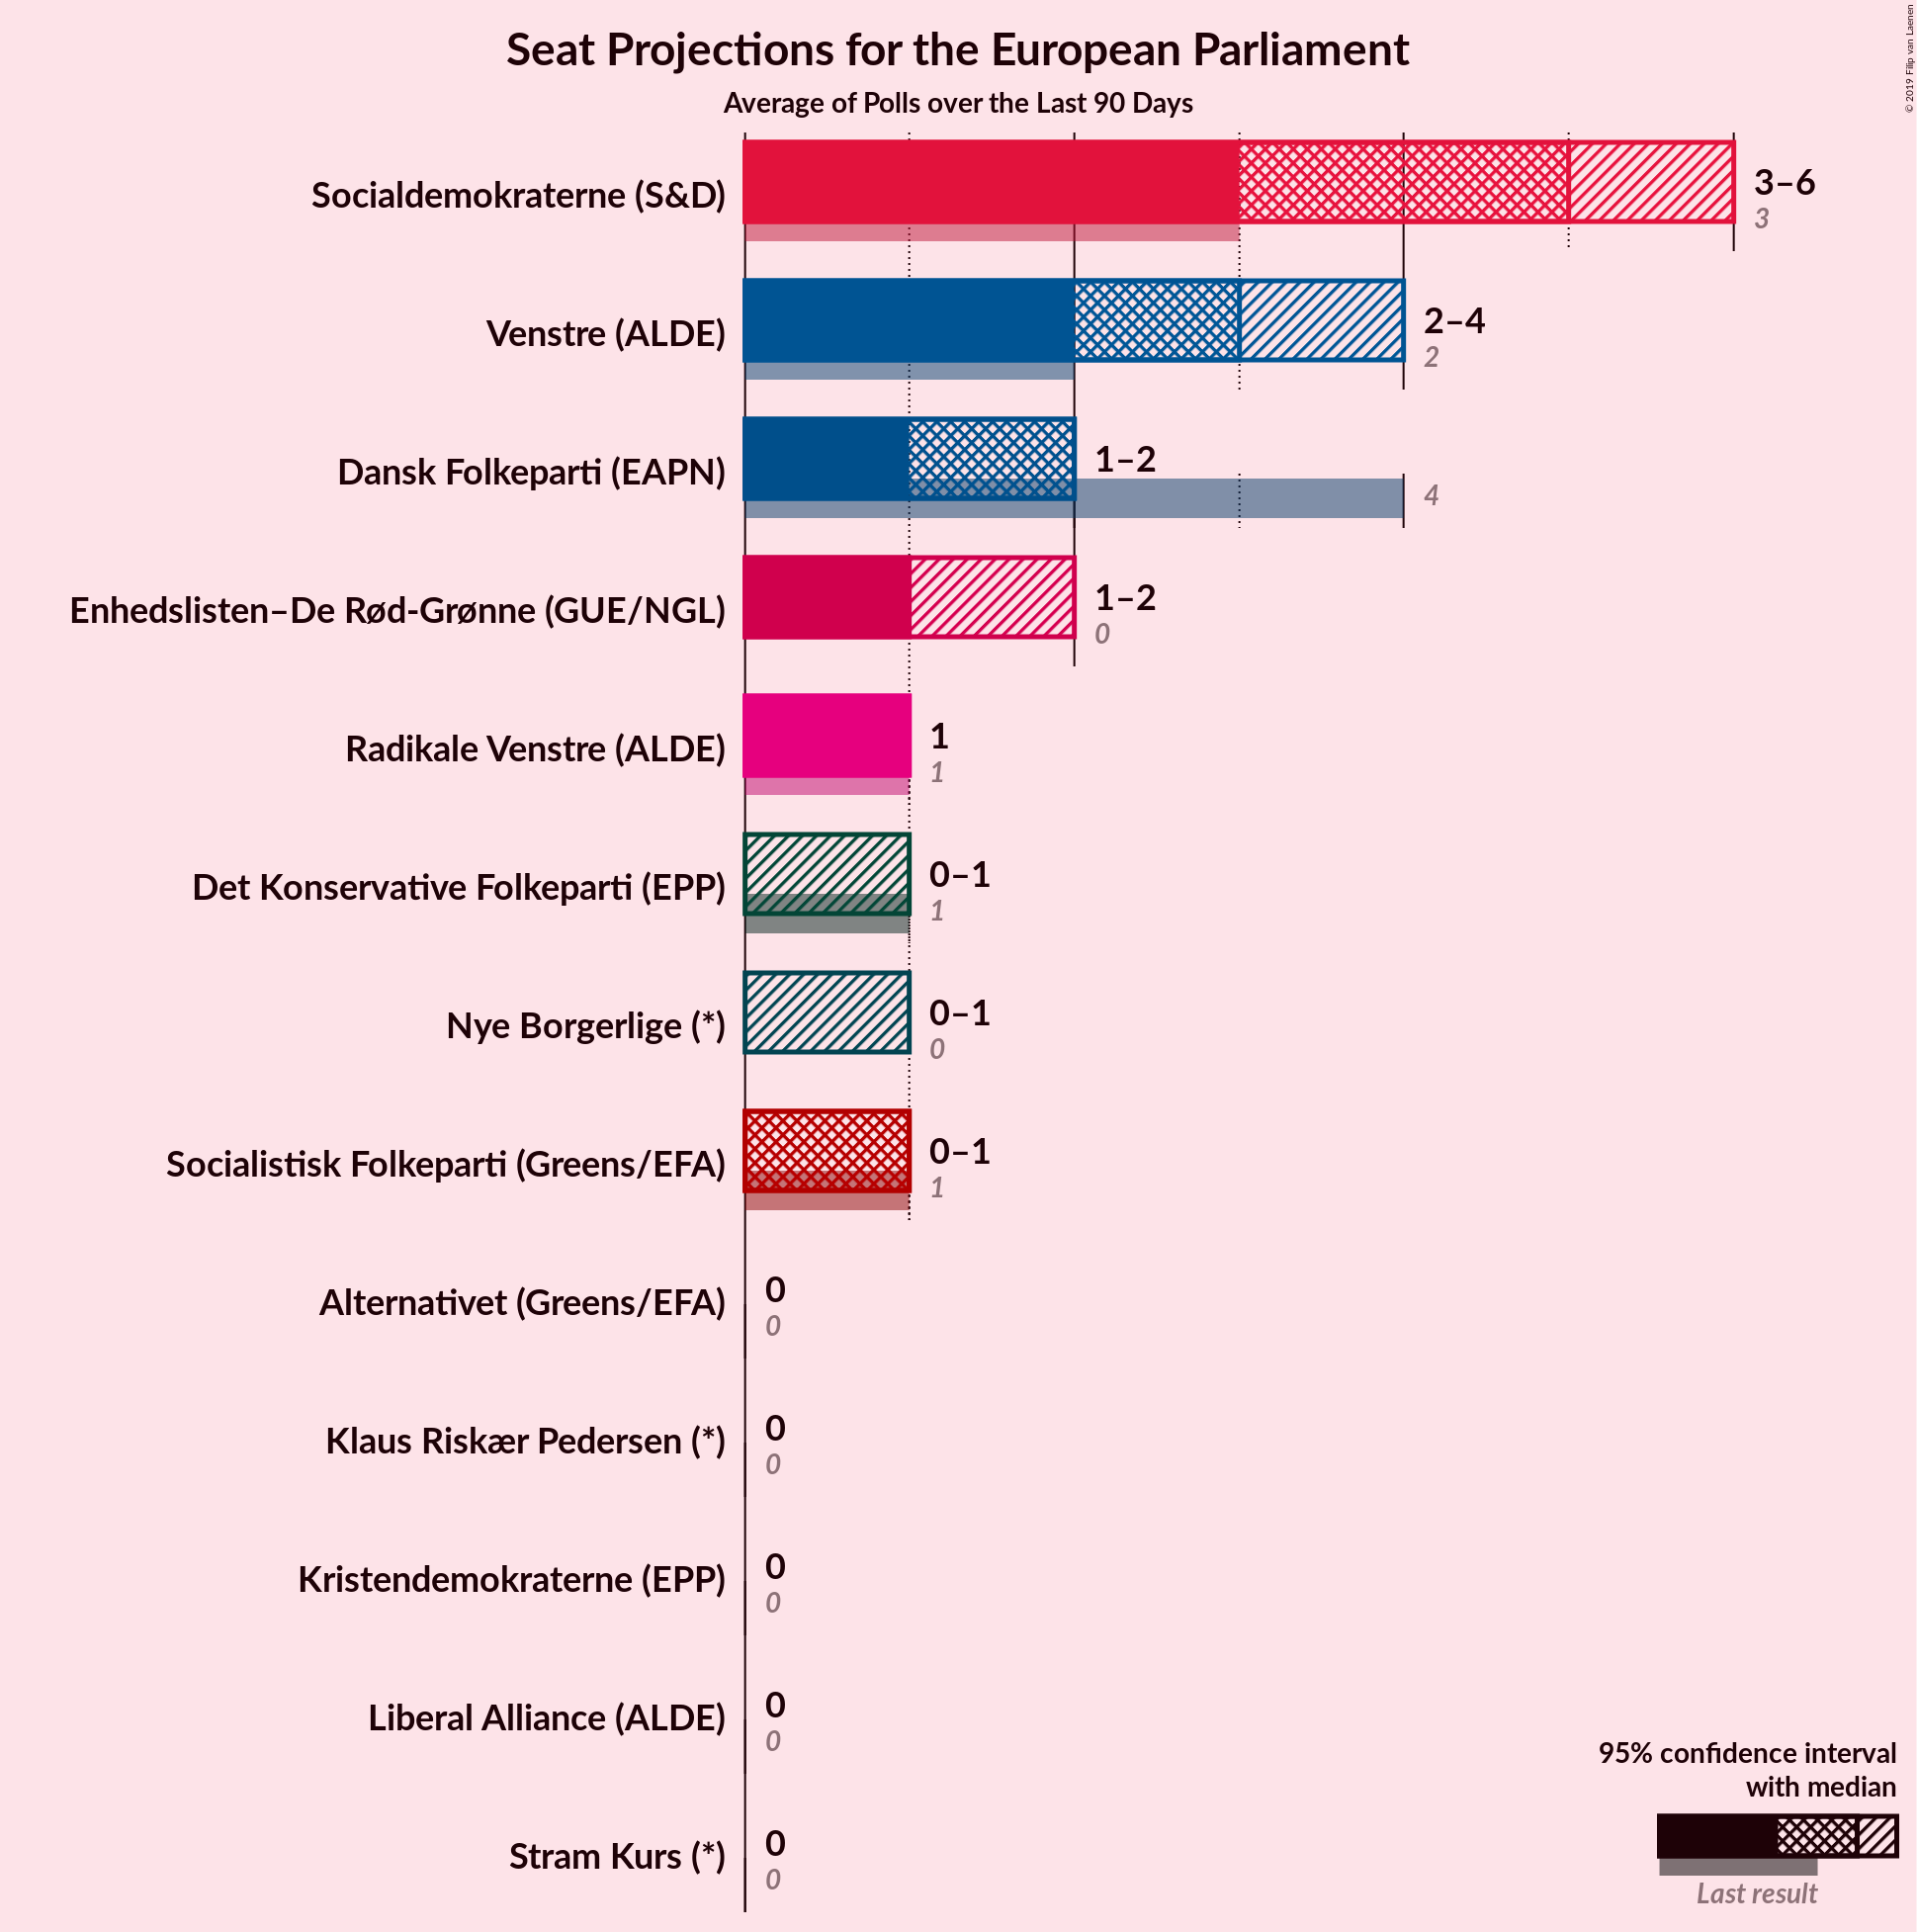 Seat Projections for the European Parliament
Average of Polls over the Last 90 Days
© 2019 Filip van Laenen
Socialdemokraterne (S&D)
3–6
3
Venstre (ALDE)
2–4
2
Dansk Folkeparti (EAPN)
1–2
4
Enhedslisten–De Rød-Grønne (GUE/NGL)
1–2
0
Radikale Venstre (ALDE)
1
1
Det Konservative Folkeparti (EPP)
0–1
1
Nye Borgerlige (*)
0–1
0
Socialistisk Folkeparti (Greens/EFA)
0–1
1
Alternativet (Greens/EFA)
0
0
Klaus Riskær Pedersen (*)
0
0
Kristendemokraterne (EPP)
0
0
Liberal Alliance (ALDE)
0
0
Stram Kurs (*)
0
0
95% confidence interval
with median
Last result